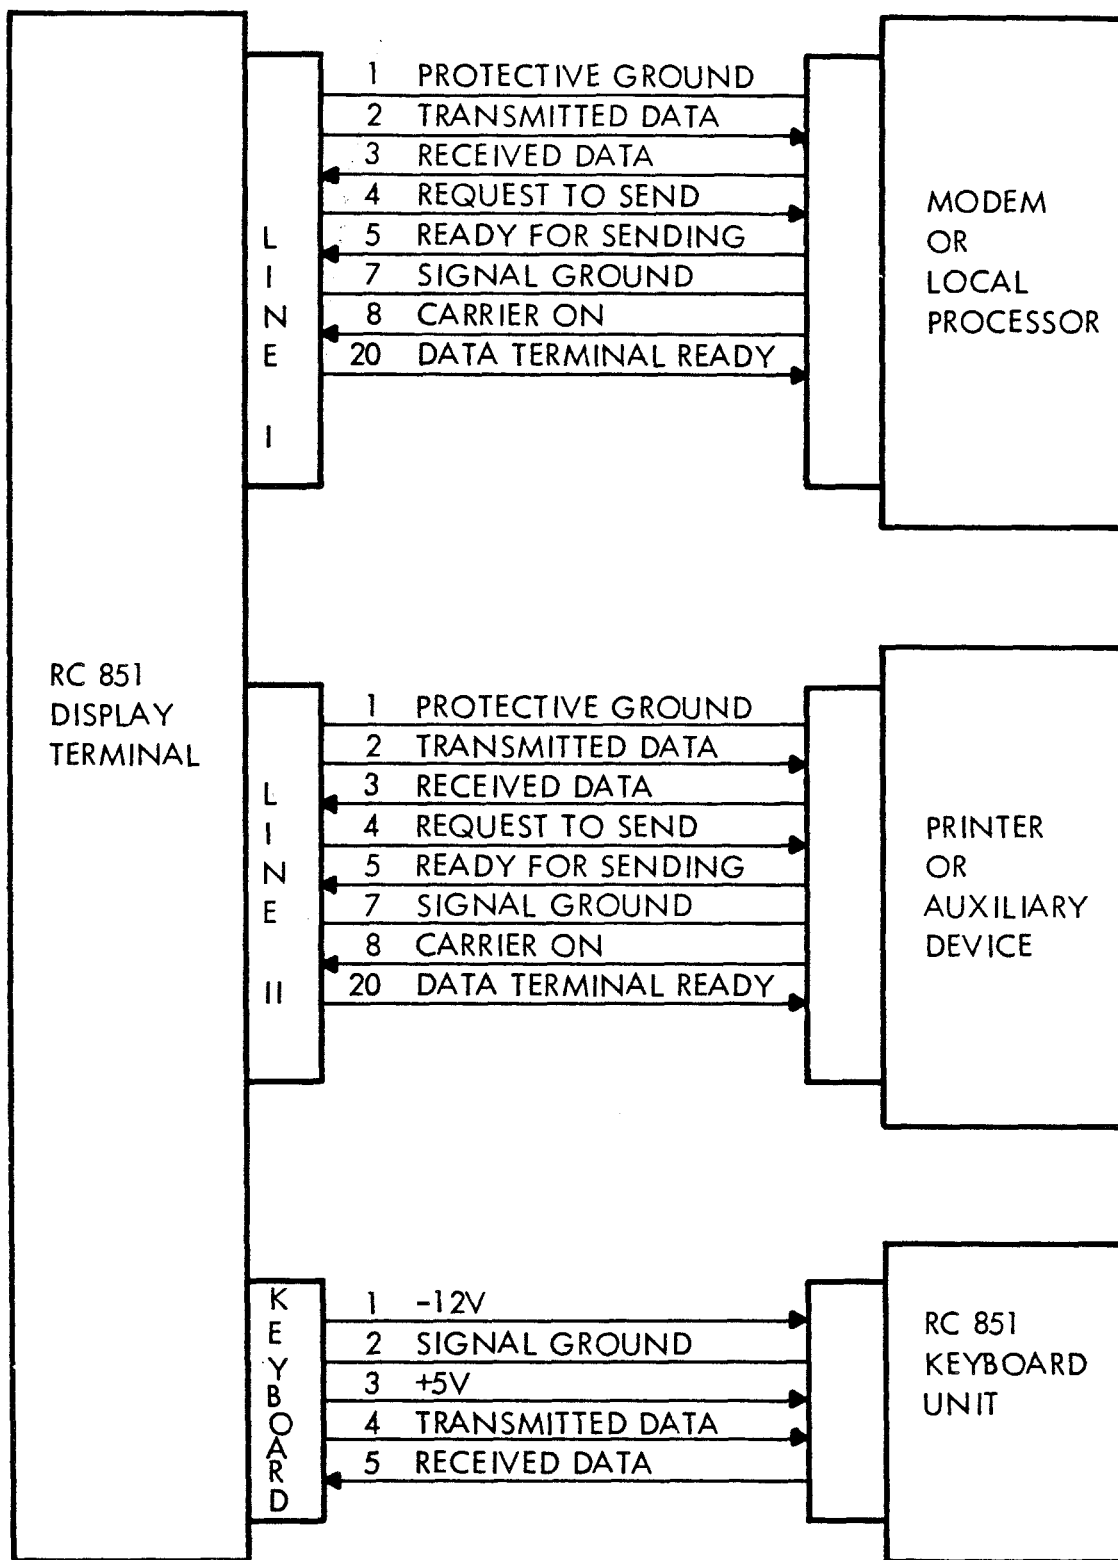 RC 851
DISPLAY
TERMINAL
LINE I
1 PROTECTIVE GROUND
2 TRANSMITTED DATA
3 RECEIVED DATA
4 REQUEST TO SEND
5 READY FOR SENDING
7 SIGNAL GROUND
8 CARRIER ON
20 DATA TERMINAL READY
MODEM
OR
LOCAL
PROCESSOR
LINE II
1 PROTECTIVE GROUND
2 TRANSMITTED DATA
3 RECEIVED DATA
4 REQUEST TO SEND
5 READY FOR SENDING
7 SIGNAL GROUND
8 CARRIER ON
20 DATA TERMINAL READY
PRINTER
OR
AUXILIARY
DEVICE
KEYBOARD
1 -12V
2 SIGNAL GROUND
3 +5V
4 TRANSMITTED DATA
5 RECEIVED DATA
RC 851
KEYBOARD
UNIT